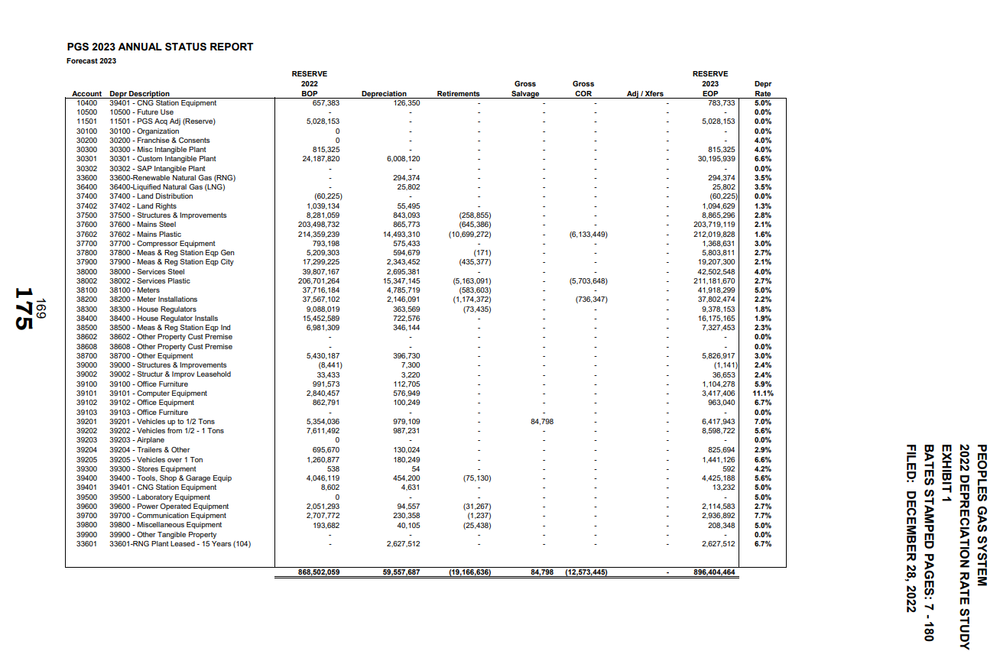 PGS 2023 ANNUAL STATUS REPORT
Forecast 2023
RESERVE RESERVE
2022 Gross Gross 2023 Depr
Account Depr Description BOP Depreciation Retirements Salvage COR Adj / Xfers EOP Rate
10400 39401 - CNG Station Equipment 657,383 126,350 - - - - 783,733 5.0%
10500 10500 - Future Use - - - - - - - 0.0%
11501 11501 - PGS Acq Adj (Reserve) 5,028,153 - - - - - 5,028,153 0.0%
30100 30100 - Organization 0 - - - - - - 0.0%
30200 30200 - Franchise & Consents 0 - - - - - - 4.0%
30300 30300 - Misc Intangible Plant 815,325 - - - - - 815,325 4.0%
30301 30301 - Custom Intangible Plant 24,187,820 6,008,120 - - - - 30,195,939 6.6%
30302 30302 - SAP Intangible Plant - - - - - - - 0.0%
33600 33600-Renewable Natural Gas (RNG) - 294,374 - - - - 294,374 3.5%
36400 36400-Liquified Natural Gas (LNG) - 25,802 - - - - 25,802 3.5%
37400 37400 - Land Distribution (60,225) - - - - - (60,225) 0.0%
37402 37402 - Land Rights 1,039,134 55,495 - - - - 1,094,629 1.3%
37500 37500 - Structures & Improvements 8,281,059 843,093 (258,855) - - - 8,865,296 2.8%
37600 37600 - Mains Steel 203,498,732 865,773 (645,386) - - - 203,719,119 2.1%
37602 37602 - Mains Plastic 214,359,239 14,493,310 (10,699,272) - (6,133,449) - 212,019,828 1.6%
37700 37700 - Compressor Equipment 793,198 575,433 - - - - 1,368,631 3.0%
37800 37800 - Meas & Reg Station Eqp Gen 5,209,303 594,679 (171) - - - 5,803,811 2.7%
37900 37900 - Meas & Reg Station Eqp City 17,299,225 2,343,452 (435,377) - - - 19,207,300 2.1%
38000 38000 - Services Steel 39,807,167 2,695,381 - - - - 42,502,548 4.0%
38002 38002 - Services Plastic 206,701,264 15,347,145 (5,163,091) - (5,703,648) - 211,181,670 2.7%
38100 38100 - Meters 37,716,184 4,785,719 (583,603) - - - 41,918,299 5.0%
38200 38200 - Meter Installations 37,567,102 2,146,091 (1,174,372) - (736,347) - 37,802,474 2.2%
38300 38300 - House Regulators 9,088,019 363,569 (73,435) - - - 9,378,153 1.8%
38400 38400 - House Regulator Installs 15,452,589 722,576 - - - - 16,175,165 1.9%
38500 38500 - Meas & Reg Station Eqp Ind 6,981,309 346,144 - - - - 7,327,453 2.3%
38602 38602 - Other Property Cust Premise - - - - - - - 0.0%
38608 38608 - Other Property Cust Premise - - - - - - - 0.0%
38700 38700 - Other Equipment 5,430,187 396,730 - - - - 5,826,917 3.0%
39000 39000 - Structures & Improvements (8,441) 7,300 - - - - (1,141) 2.4%
39002 39002 - Structur & Improv Leasehold 33,433 3,220 - - - - 36,653 2.4%
39100 39100 - Office Furniture 991,573 112,705 - - - - 1,104,278 5.9%
39101 39101 - Computer Equipment 2,840,457 576,949 - - - - 3,417,406 11.1%
39102 39102 - Office Equipment 862,791 100,249 - - - - 963,040 6.7%
39103 39103 - Office Furniture - - - - - - - 0.0%
39201 39201 - Vehicles up to 1/2 Tons 5,354,036 979,109 - 84,798 - - 6,417,943 7.0%
39202 39202 - Vehicles from 1/2 - 1 Tons 7,611,492 987,231 - - - - 8,598,722 5.6%
39203 39203 - Airplane 0 - - - - - - 0.0%
39204 39204 - Trailers & Other 695,670 130,024 - - - - 825,694 2.9%
39205 39205 - Vehicles over 1 Ton 1,260,877 180,249 - - - - 1,441,126 6.6%
39300 39300 - Stores Equipment 538 54 - - - - 592 4.2%
39400 39400 - Tools, Shop & Garage Equip 4,046,119 454,200 (75,130) - - - 4,425,188 5.6%
39401 39401 - CNG Station Equipment 8,602 4,631 - - - - 13,232 5.0%
39500 39500 - Laboratory Equipment 0 - - - - - - 5.0%
39600 39600 - Power Operated Equipment 2,051,293 94,557 (31,267) - - - 2,114,583 2.7%
39700 39700 - Communication Equipment 2,707,772 230,358 (1,237) - - - 2,936,892 7.7%
39800 39800 - Miscellaneous Equipment 193,682 40,105 (25,438) - - - 208,348 5.0%
39900 39900 - Other Tangible Property - - - - - - - 0.0%
33601 33601-RNG Plant Leased - 15 Years (104) - 2,627,512 - - - - 2,627,512 6.7%
868,502,059 59,557,687 (19,166,636) 84,798 (12,573,445) - 896,404,464
169
175
PEOPLES GAS SYSTEM
2022 DEPRECIATION RATE STUDY
EXHIBIT 1
BATES STAMPED PAGES: 7 - 180
FILED: DECEMBER 28, 2022